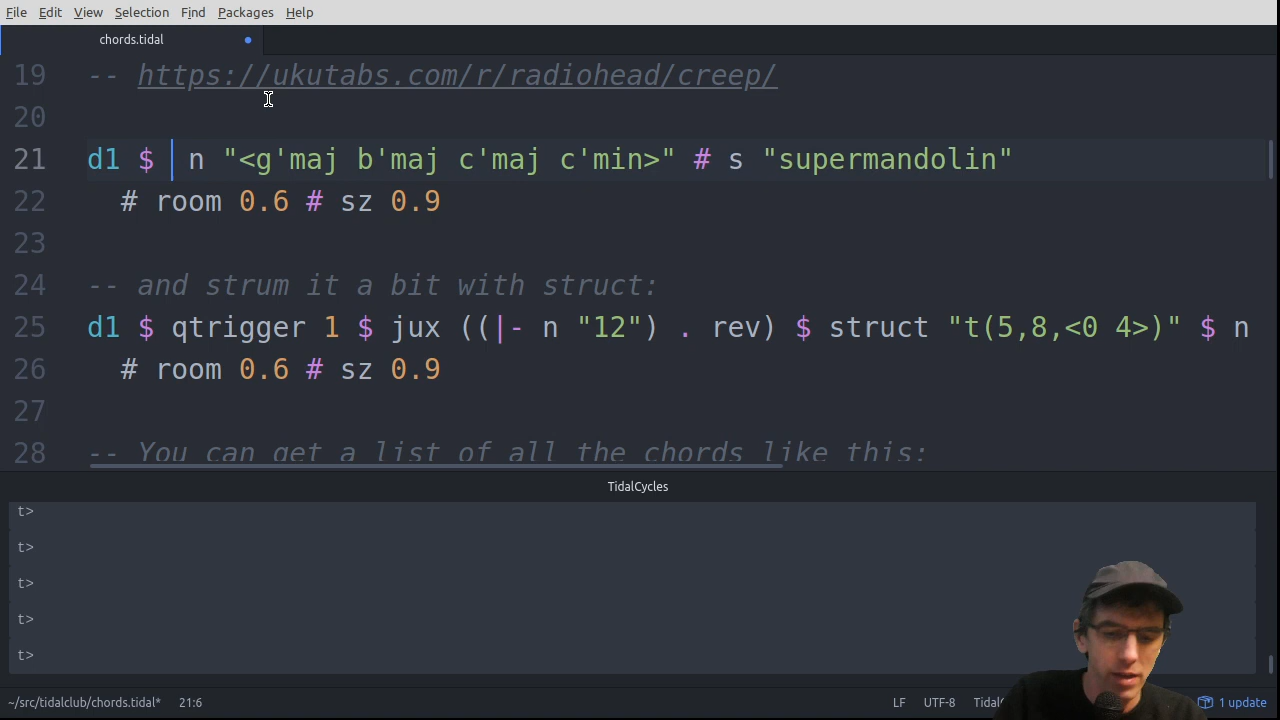 File Edit View Selection Find Packages Help
chords.tidal
19 -- https://ukutabs.com/r/radiohead/creep/
20
21 d1 $ n "<g'maj b'maj c'maj c'min>" # s "supermandolin"
22 # room 0.6 # sz 0.9
23
24 -- and strum it a bit with struct:
25 d1 $ qtrigger 1 $ jux ((|- n "12") . rev) $ struct "t(5,8,<0 4>)" $ n
26 # room 0.6 # sz 0.9
27
28 -- You can get a list of all the chords like this:
TidalCycles
t>
t>
t>
t>
t>
~/src/tidalclub/chords.tidal* 21:6 LF UTF-8 TidalC 1 update